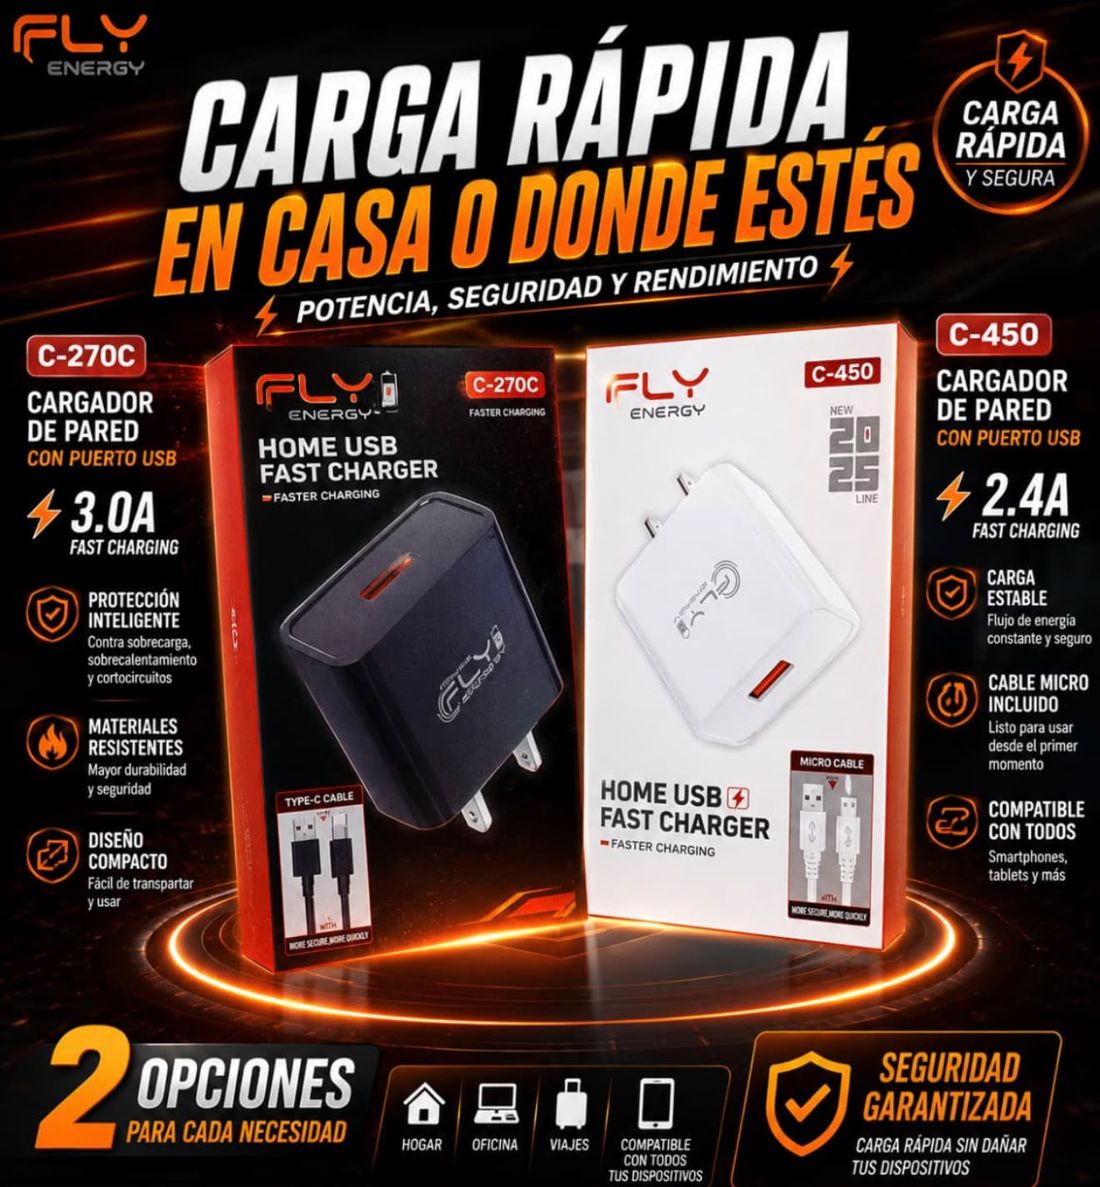 FLY
ENERGY
CARGA RÁPIDA
EN CASA O DONDE ESTÉS
POTENCIA, SEGURIDAD Y RENDIMIENTO
CARGA
RÁPIDA
Y SEGURA
C-270C
CARGADOR
DE PARED
CON PUERTO USB
3.0A
FAST CHARGING
PROTECCIÓN
INTELIGENTE
Contra sobrecarga,
sobrecalentamiento
y cortocircuitos
MATERIALES
RESISTENTES
Mayor durabilidad
y seguridad
DISEÑO
COMPACTO
Fácil de transpartar
y usar
FLY
ENERGY
C-270C
FASTER CHARGING
HOME USB
FAST CHARGER
FASTER CHARGING
FLY
TYPE-C CABLE
WITH
MORE SECURE,MORE QUICKLY
FLY
ENERGY
C-450
NEW
2025
LINE
FLY
HOME USB
FAST CHARGER
FASTER CHARGING
MICRO CABLE
MORE SECURE,MORE QUICKLY
C-450
CARGADOR
DE PARED
CON PUERTO USB
2.4A
FAST CHARGING
CARGA
ESTABLE
Flujo de energía
constante y seguro
CABLE MICRO
INCLUIDO
Listo para usar
desde el primer
momento
COMPATIBLE
CON TODOS
Smartphones,
tablets y más
2 OPCIONES
PARA CADA NECESIDAD
HOGAR
OFICINA
VIAJES
COMPATIBLE
CON TODOS
TUS DISPOSITIVOS
SEGURIDAD
GARANTIZADA
CARGA RÁPIDA SIN DAÑAR
TUS DISPOSITIVOS